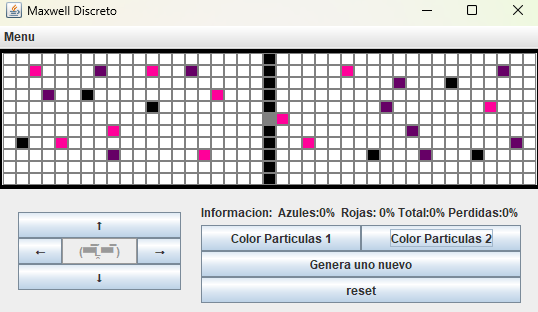 Maxwell Discreto
Menu
Informacion: Azules:0% Rojas: 0% Total:0% Perdidas:0%
↑
Color Particulas 1
Color Particulas 2
← →
Genera uno nuevo
↓
reset